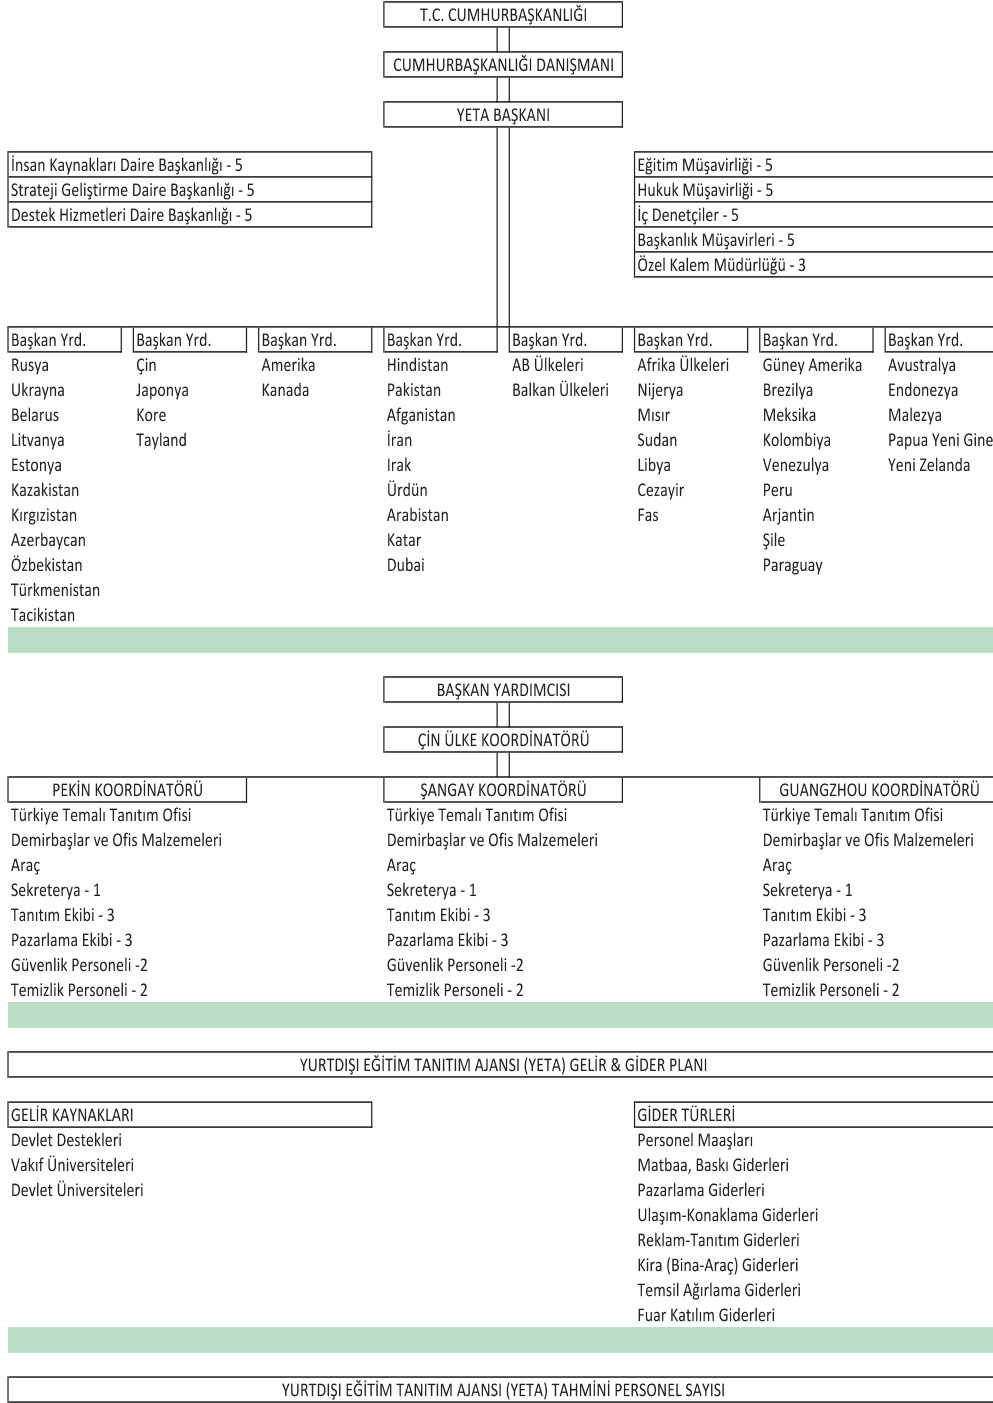 T.C. CUMHURBAŞKANLIĞI
CUMHURBAŞKANLIĞI DANIŞMANI
YETA BAŞKANI
İnsan Kaynakları Daire Başkanlığı - 5
Strateji Geliştirme Daire Başkanlığı - 5
Destek Hizmetleri Daire Başkanlığı - 5
Eğitim Müşavirliği - 5
Hukuk Müşavirliği - 5
İç Denetçiler - 5
Başkanlık Müşavirleri - 5
Özel Kalem Müdürlüğü - 3
Başkan Yrd.
Rusya
Ukrayna
Belarus
Litvanya
Estonya
Kazakistan
Kırgızistan
Azerbaycan
Özbekistan
Türkmenistan
Tacikistan
Başkan Yrd.
Çin
Japonya
Kore
Tayland
Başkan Yrd.
Amerika
Kanada
Başkan Yrd.
Hindistan
Pakistan
Afganistan
İran
Irak
Ürdün
Arabistan
Katar
Dubai
Başkan Yrd.
AB Ülkeleri
Balkan Ülkeleri
Başkan Yrd.
Afrika Ülkeleri
Nijerya
Mısır
Sudan
Libya
Cezayir
Fas
Başkan Yrd.
Güney Amerika
Brezilya
Meksika
Kolombiya
Venezulya
Peru
Arjantin
Şile
Paraguay
Başkan Yrd.
Avustralya
Endonezya
Malezya
Papua Yeni Gine
Yeni Zelanda
BAŞKAN YARDIMCISI
ÇİN ÜLKE KOORDİNATÖRÜ
PEKİN KOORDİNATÖRÜ
Türkiye Temalı Tanıtım Ofisi
Demirbaşlar ve Ofis Malzemeleri
Araç
Sekreterya - 1
Tanıtım Ekibi - 3
Pazarlama Ekibi - 3
Güvenlik Personeli -2
Temizlik Personeli - 2
ŞANGAY KOORDİNATÖRÜ
Türkiye Temalı Tanıtım Ofisi
Demirbaşlar ve Ofis Malzemeleri
Araç
Sekreterya - 1
Tanıtım Ekibi - 3
Pazarlama Ekibi - 3
Güvenlik Personeli -2
Temizlik Personeli - 2
GUANGZHOU KOORDİNATÖRÜ
Türkiye Temalı Tanıtım Ofisi
Demirbaşlar ve Ofis Malzemeleri
Araç
Sekreterya - 1
Tanıtım Ekibi - 3
Pazarlama Ekibi - 3
Güvenlik Personeli -2
Temizlik Personeli - 2
YURTDIŞI EĞİTİM TANITIM AJANSI (YETA) GELİR & GİDER PLANI
GELİR KAYNAKLARI
Devlet Destekleri
Vakıf Üniversiteleri
Devlet Üniversiteleri
GİDER TÜRLERİ
Personel Maaşları
Matbaa, Baskı Giderleri
Pazarlama Giderleri
Ulaşım-Konaklama Giderleri
Reklam-Tanıtım Giderleri
Kira (Bina-Araç) Giderleri
Temsil Ağırlama Giderleri
Fuar Katılım Giderleri
YURTDIŞI EĞİTİM TANITIM AJANSI (YETA) TAHMİNİ PERSONEL SAYISI